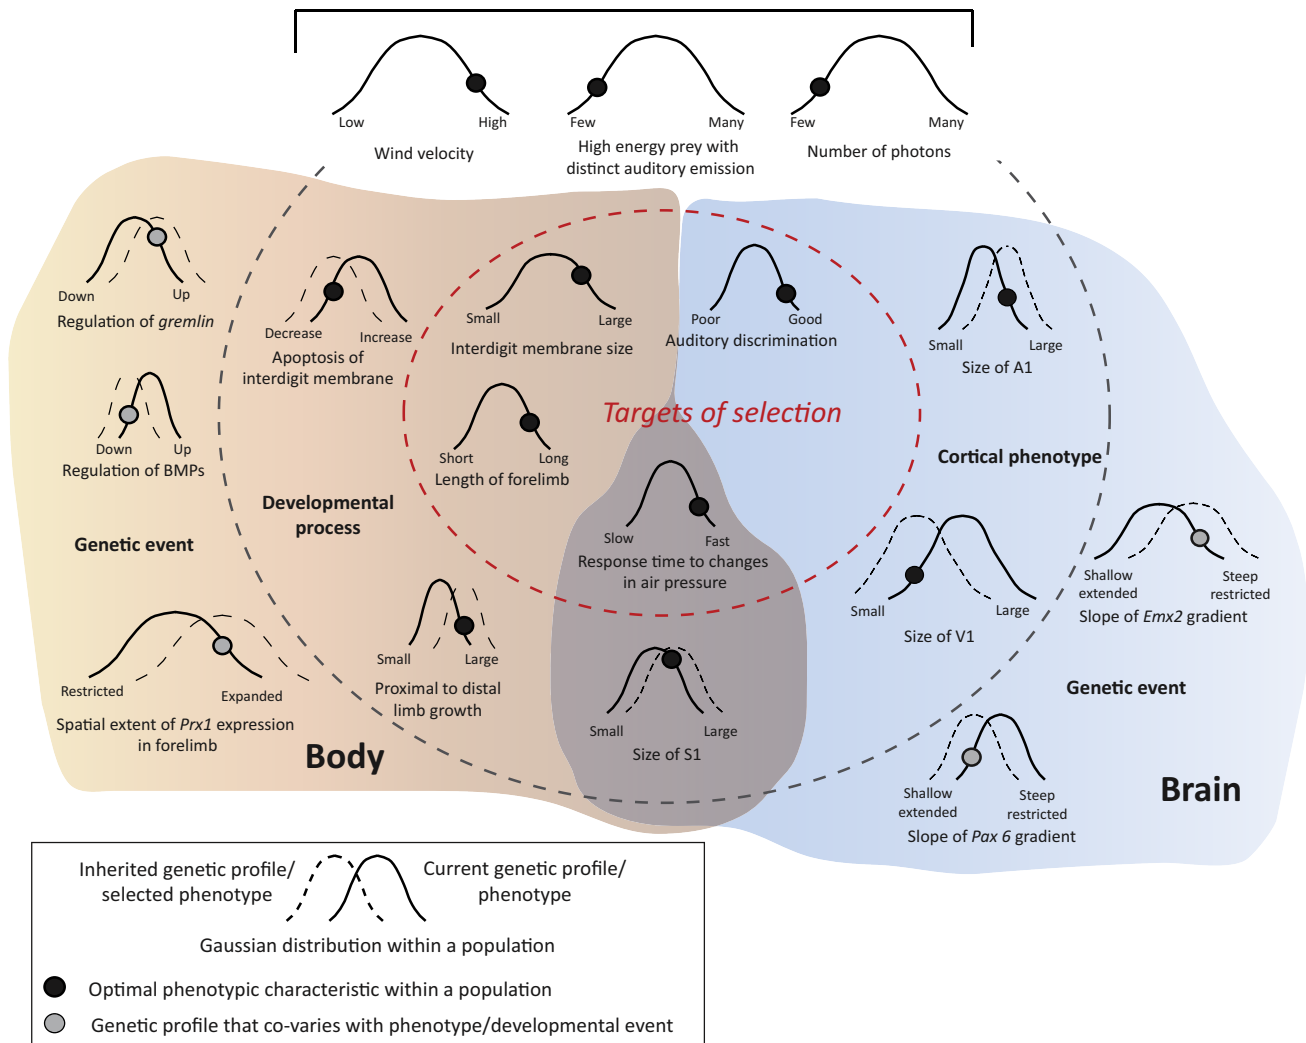 Low
High
Wind velocity
Few
Many
High energy prey with
distinct auditory emission
Few
Many
Number of photons
Down
Up
Regulation of gremlin
Decrease
Increase
Apoptosis of
interdigit membrane
Small
Large
Interdigit membrane size
Poor
Good
Auditory discrimination
Small
Large
Size of A1
Down
Up
Regulation of BMPs
Short
Long
Length of forelimb
Targets of selection
Cortical phenotype
Developmental
process
Genetic event
Slow
Fast
Response time to changes
in air pressure
Small
Large
Size of V1
Shallow
extended
Steep
restricted
Slope of Emx2 gradient
Restricted
Expanded
Spatial extent of Prx1 expression
in forelimb
Small
Large
Proximal to distal
limb growth
Small
Large
Size of S1
Genetic event
Shallow
extended
Steep
restricted
Slope of Pax 6 gradient
Body
Brain
Inherited genetic profile/
selected phenotype
Current genetic profile/
phenotype
Gaussian distribution within a population
Optimal phenotypic characteristic within a population
Genetic profile that co-varies with phenotype/developmental event